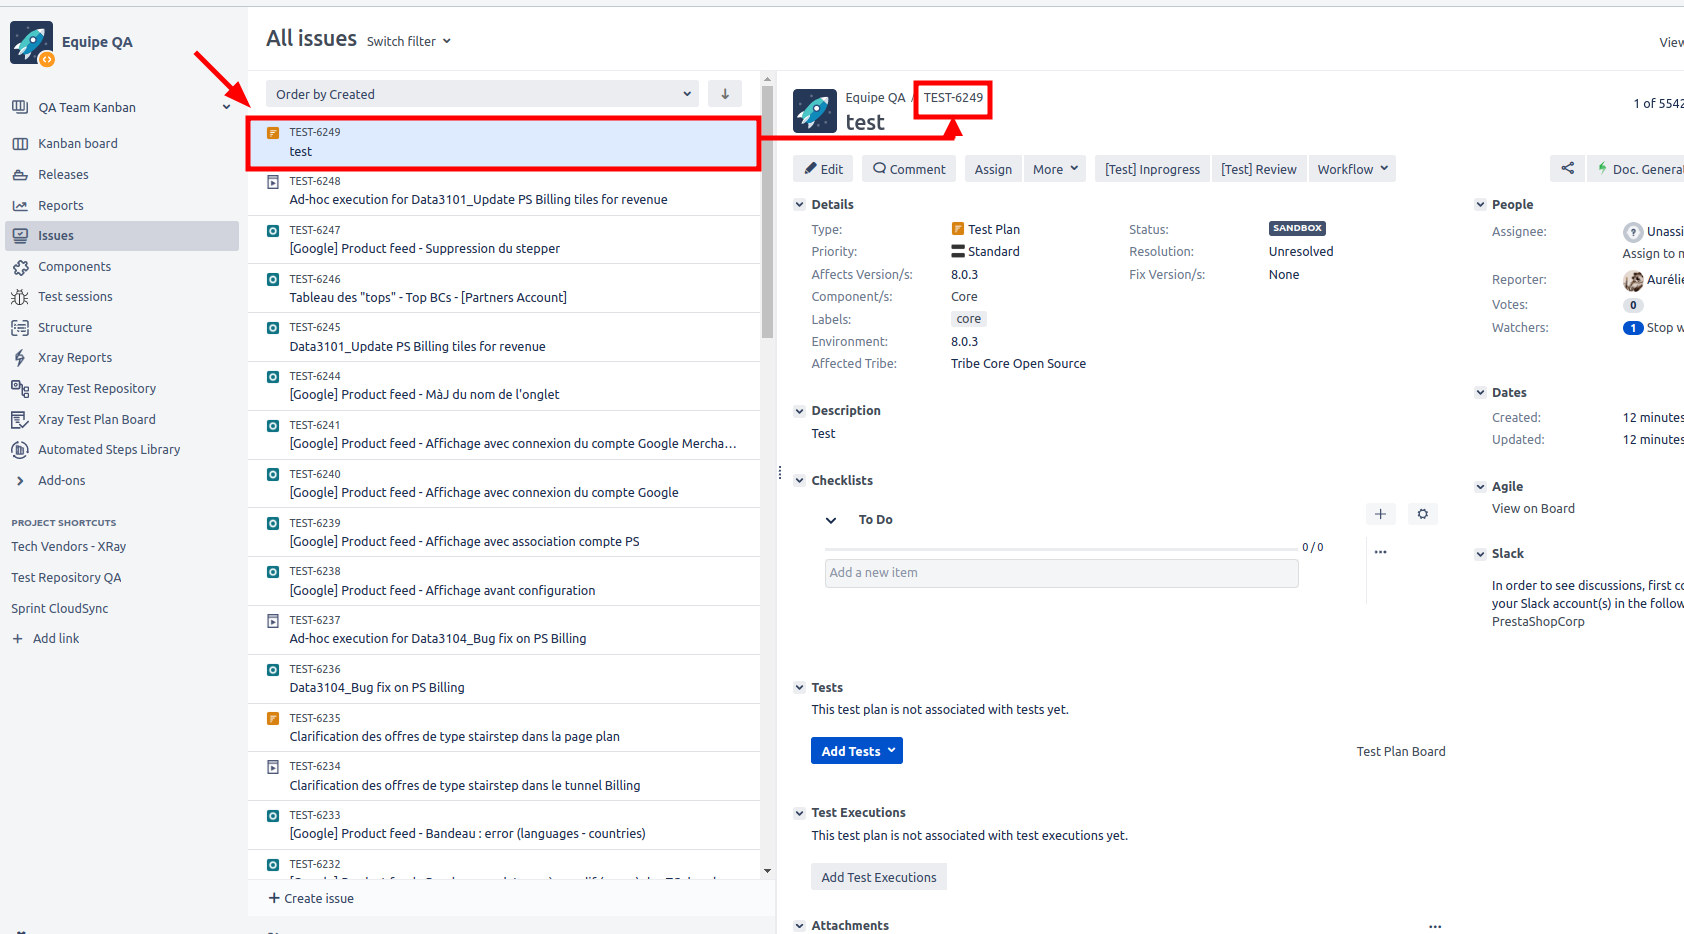 Equipe QA
QA Team Kanban
Kanban board
Releases
Reports
Issues
Components
Test sessions
Structure
Xray Reports
Xray Test Repository
Xray Test Plan Board
Automated Steps Library
Add-ons
PROJECT SHORTCUTS
Tech Vendors - XRay
Test Repository QA
Sprint CloudSync
+ Add link
All issues Switch filter
View
Order by Created
TEST-6249
test
TEST-6248
Ad-hoc execution for Data3101_Update PS Billing tiles for revenue
TEST-6247
[Google] Product feed - Suppression du stepper
TEST-6246
Tableau des "tops" - Top BCs - [Partners Account]
TEST-6245
Data3101_Update PS Billing tiles for revenue
TEST-6244
[Google] Product feed - MàJ du nom de l'onglet
TEST-6241
[Google] Product feed - Affichage avec connexion du compte Google Mercha...
TEST-6240
[Google] Product feed - Affichage avec connexion du compte Google
TEST-6239
[Google] Product feed - Affichage avec association compte PS
TEST-6238
[Google] Product feed - Affichage avant configuration
TEST-6237
Ad-hoc execution for Data3104_Bug fix on PS Billing
TEST-6236
Data3104_Bug fix on PS Billing
TEST-6235
Clarification des offres de type stairstep dans la page plan
TEST-6234
Clarification des offres de type stairstep dans le tunnel Billing
TEST-6233
[Google] Product feed - Bandeau : error (languages - countries)
TEST-6232
+ Create issue
Equipe QA / TEST-6249
test
1 of 5542
Edit Comment Assign More [Test] Inprogress [Test] Review Workflow Doc. Genera
Details
Type: Test Plan Status: SANDBOX
Priority: Standard Resolution: Unresolved
Affects Version/s: 8.0.3 Fix Version/s: None
Component/s: Core
Labels: core
Environment: 8.0.3
Affected Tribe: Tribe Core Open Source
Description
Test
Checklists
To Do
0 / 0
Add a new item
Tests
This test plan is not associated with tests yet.
Add Tests Test Plan Board
Test Executions
This test plan is not associated with test executions yet.
Add Test Executions
Attachments
People
Assignee: ? Unassi
Assign to m
Reporter: Aurélie
Votes: 0
Watchers: 1 Stop w
Dates
Created: 12 minutes
Updated: 12 minutes
Agile
View on Board
Slack
In order to see discussions, first co
your Slack account(s) in the follow
PrestaShopCorp